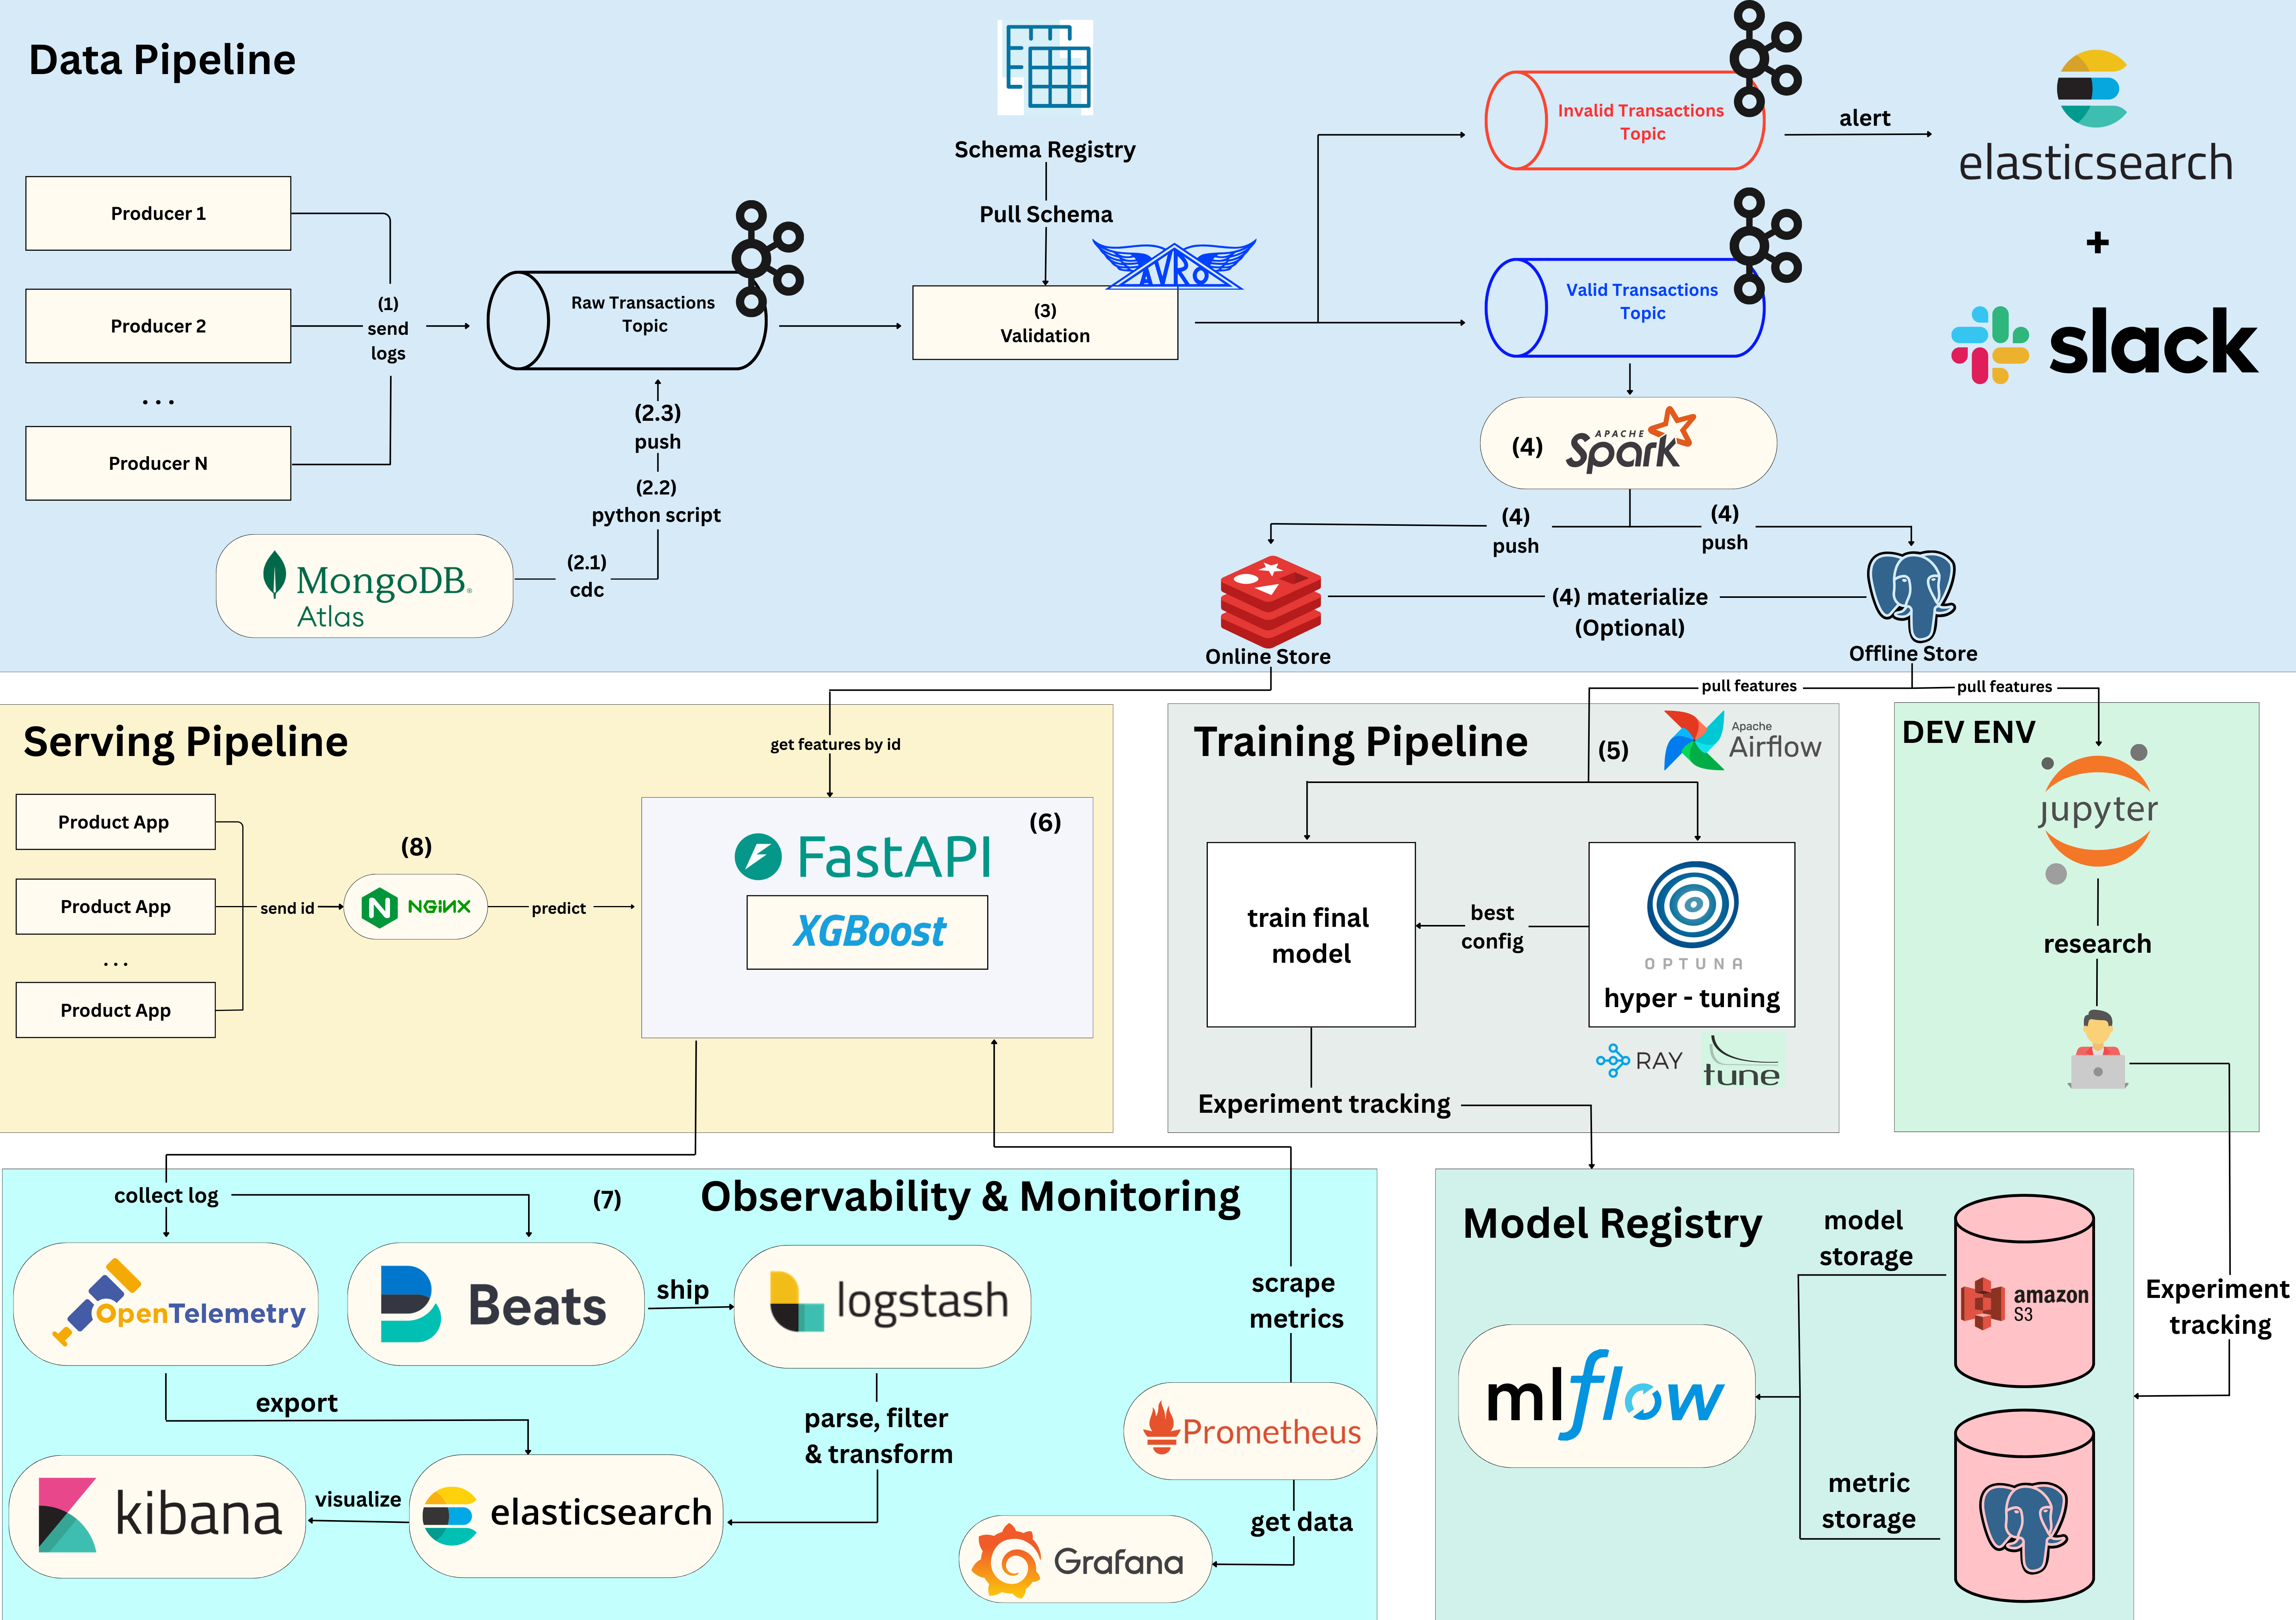 Data Pipeline
Schema Registry
Pull Schema
AVRO
Producer 1
Producer 2
...
Producer N
(1)
send
logs
Raw Transactions
Topic
(2.3)
push
(2.2)
python script
(2.1)
cdc
MongoDB.
Atlas
(3)
Validation
Invalid Transactions
Topic
alert
elasticsearch
+
slack
Valid Transactions
Topic
(4)
APACHE
Spark
(4)
push
(4)
push
(4) materialize
(Optional)
Online Store
Offline Store
pull features
pull features
Serving Pipeline
get features by id
Product App
Product App
...
Product App
send id
(8)
NGINX
predict
(6)
FastAPI
XGBoost
Training Pipeline
(5)
Apache
Airflow
train final
model
best
config
OPTUNA
hyper - tuning
RAY
tune
Experiment tracking
DEV ENV
jupyter
research
Experiment
tracking
Observability & Monitoring
(7)
collect log
OpenTelemetry
Beats
ship
logstash
export
parse, filter
& transform
kibana
visualize
elasticsearch
scrape
metrics
Prometheus
get data
Grafana
Model Registry
model
storage
amazon
S3
mlflow
metric
storage